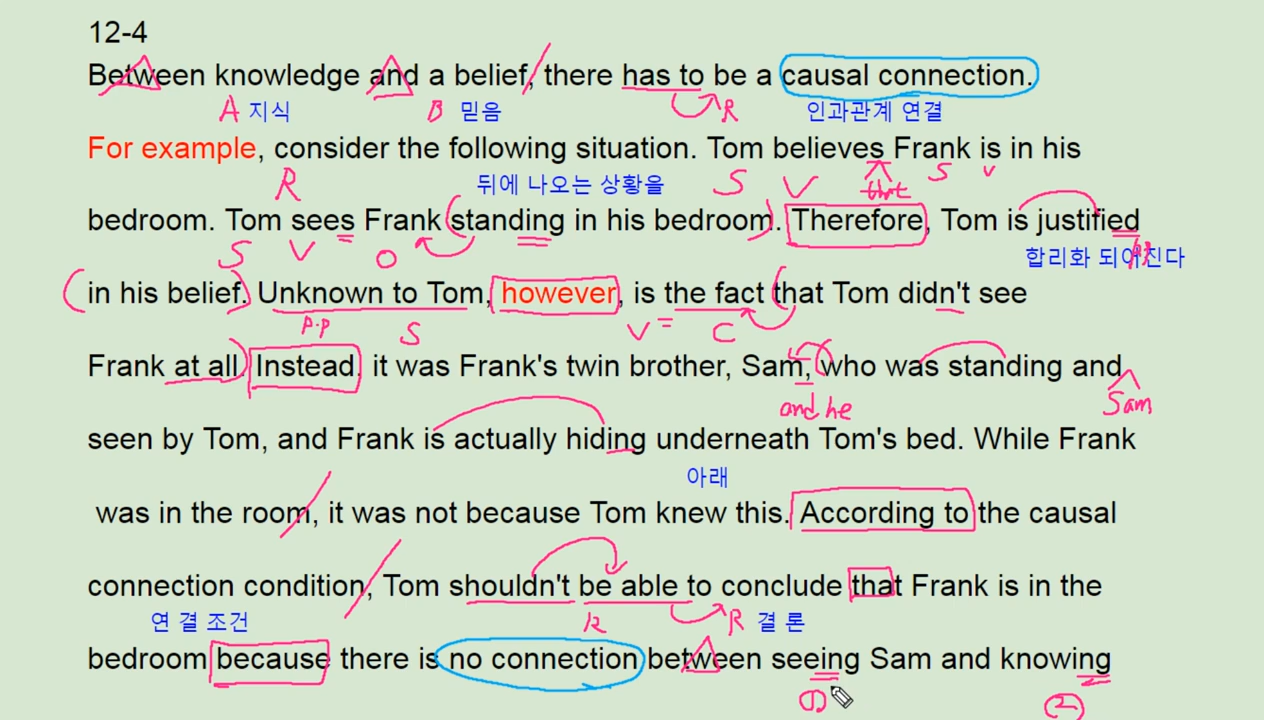 12-4
Between knowledge and a belief, there has to be a causal connection.
A 지식 B 믿음 R 인과관계 연결
For example, consider the following situation. Tom believes Frank is in his
R 뒤에 나오는 상황을 S V that S v
bedroom. Tom sees Frank standing in his bedroom. Therefore, Tom is justified
S V O 합리화 되어진다
in his belief. Unknown to Tom, however, is the fact that Tom didn't see
p.p S V C
Frank at all. Instead, it was Frank's twin brother, Sam, who was standing and
and he Sam
seen by Tom, and Frank is actually hiding underneath Tom's bed. While Frank
아래
was in the room, it was not because Tom knew this. According to the causal
connection condition, Tom shouldn't be able to conclude that Frank is in the
연 결 조건 R R 결 론
bedroom because there is no connection between seeing Sam and knowing
① ②